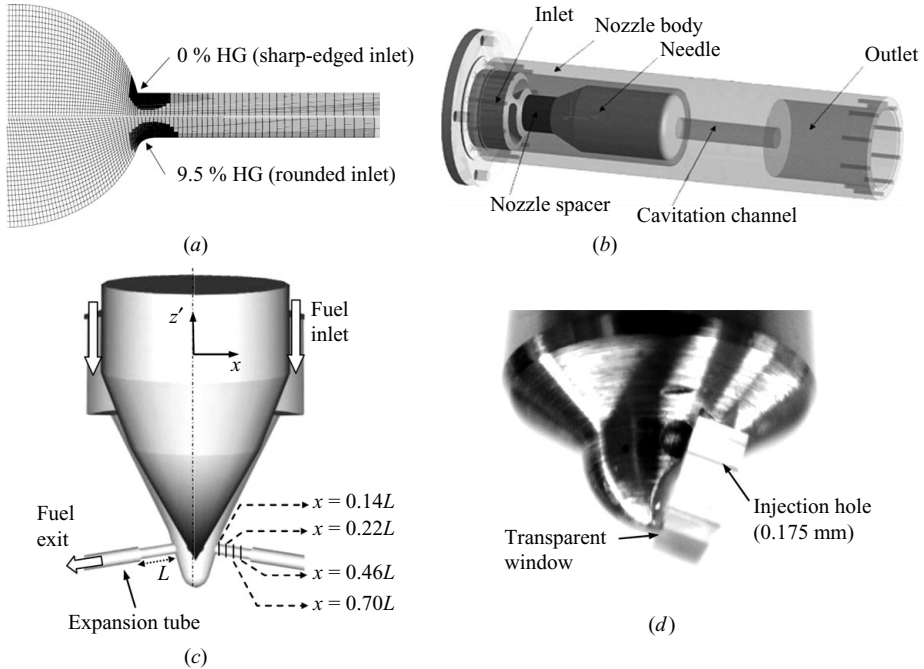 0 % HG (sharp-edged inlet)
9.5 % HG (rounded inlet)
(a)
Inlet
Nozzle body
Needle
Outlet
Nozzle spacer
Cavitation channel
(b)
Fuel
inlet
z′
x
x = 0.14L
x = 0.22L
Fuel
exit
L
x = 0.46L
x = 0.70L
Expansion tube
(c)
Injection hole
(0.175 mm)
Transparent
window
(d)